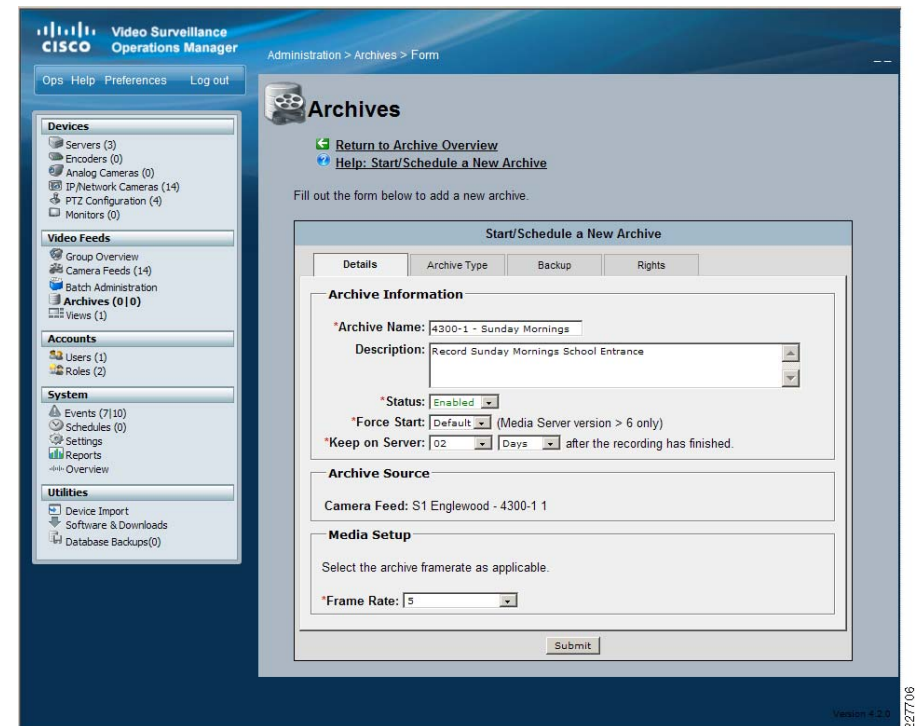 CISCO
Video Surveillance
Operations Manager
Administration > Archives > Form
Ops Help Preferences Log out
Devices
Servers (3)
Encoders (0)
Analog Cameras (0)
IP/Network Cameras (14)
PTZ Configuration (4)
Monitors (0)
Video Feeds
Group Overview
Camera Feeds (14)
Batch Administration
Archives (0|0)
Views (1)
Accounts
Users (1)
Roles (2)
System
Events (7|10)
Schedules (0)
Settings
Reports
Overview
Utilities
Device Import
Software & Downloads
Database Backups(0)
Archives
Return to Archive Overview
Help: Start/Schedule a New Archive
Fill out the form below to add a new archive.
Start/Schedule a New Archive
Details Archive Type Backup Rights
Archive Information
*Archive Name: 4300-1 - Sunday Mornings
Description: Record Sunday Mornings School Entrance
*Status: Enabled
*Force Start: Default (Media Server version > 6 only)
*Keep on Server: 02 Days after the recording has finished.
Archive Source
Camera Feed: S1 Englewood - 4300-1 1
Media Setup
Select the archive framerate as applicable.
*Frame Rate: 5
Submit
Version 4.2.0
227706